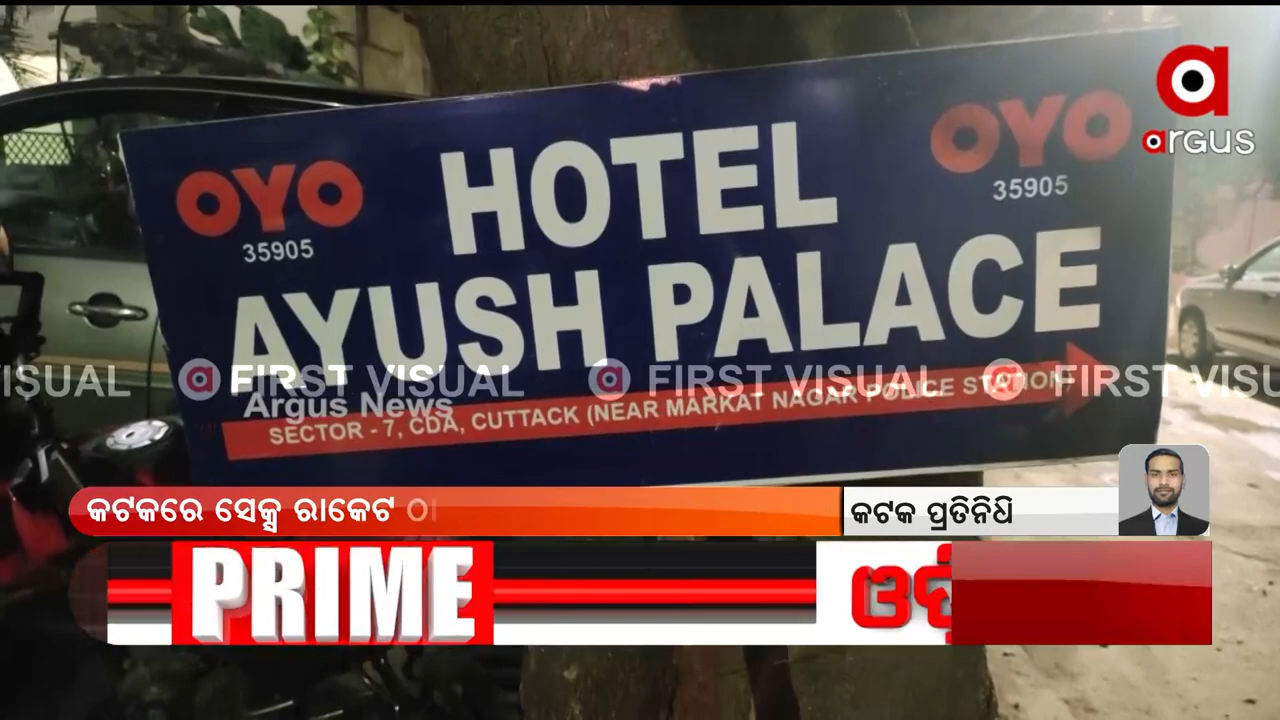 argus
OYO
35905
HOTEL
OYO
35905
AYUSH PALACE
VISUAL FIRST VISUAL FIRST VISUAL FIRST VISU
Argus News
SECTOR - 7, CDA, CUTTACK (NEAR MARKAT NAGAR POLICE STATION)
କଟକରେ ସେକ୍ସ ରାକେଟ ଠା
କଟକ ପ୍ରତିନିଧି
PRIME